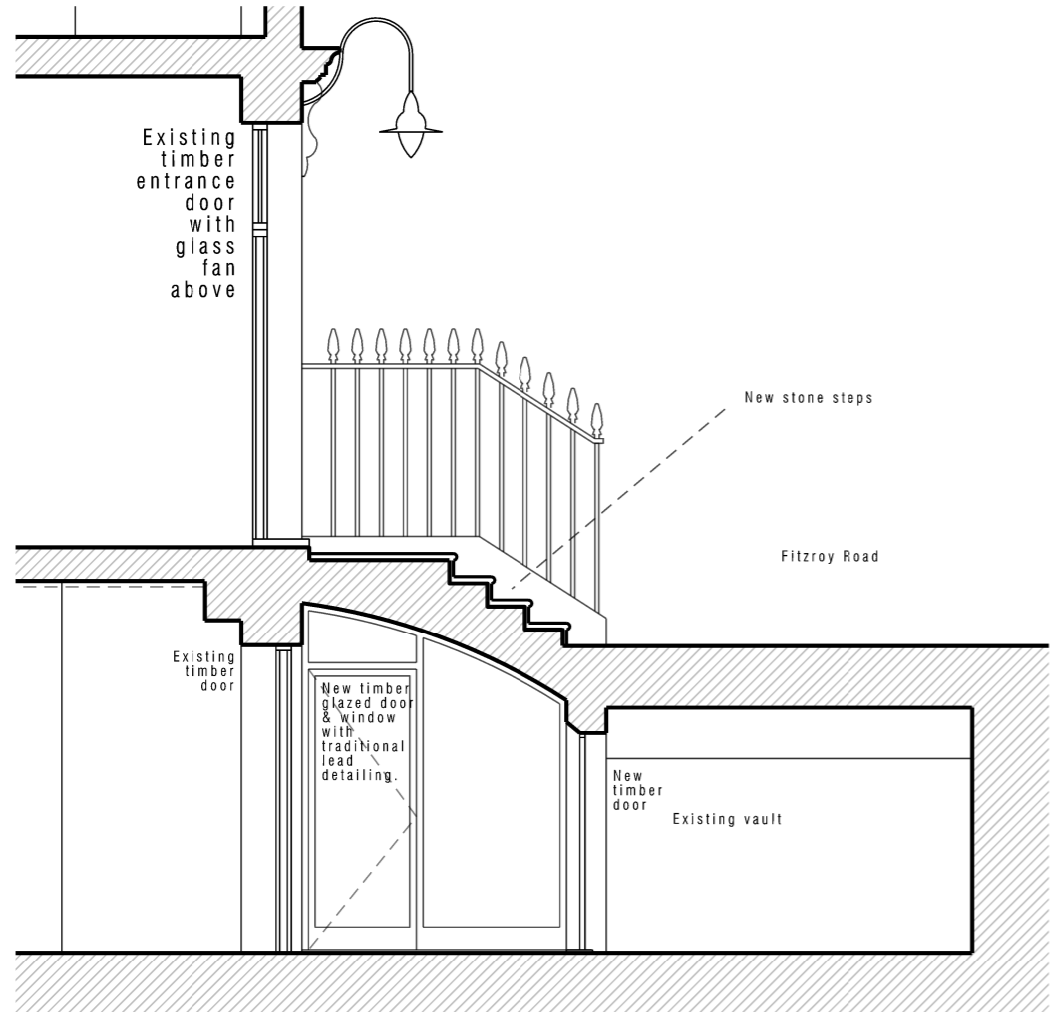 Existing
timber
entrance
door
with
glass
fan
above
New stone steps
Fitzroy Road
Existing
timber
door
New timber
glazed door
& window
with
traditional
lead
detailing.
New
timber
door
Existing vault